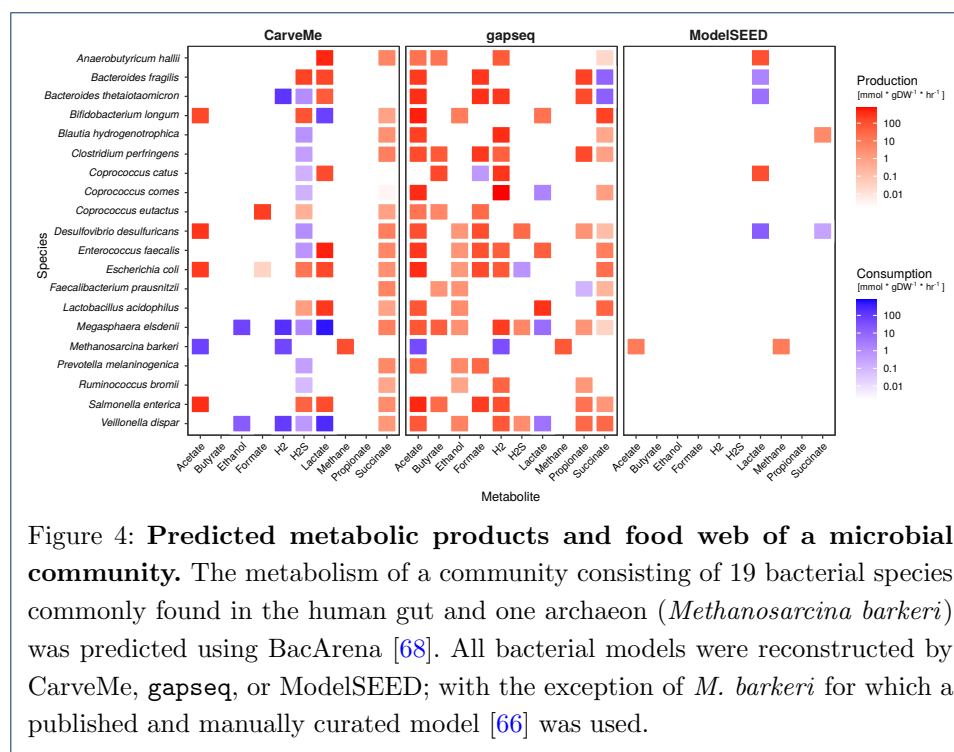 CarveMe gapseq ModelSEED
Species
Anaerobutyricum hallii
Bacteroides fragilis
Bacteroides thetaiotaomicron
Bifidobacterium longum
Blautia hydrogenotrophica
Clostridium perfringens
Coprococcus catus
Coprococcus comes
Coprococcus eutactus
Desulfovibrio desulfuricans
Enterococcus faecalis
Escherichia coli
Faecalibacterium prausnitzii
Lactobacillus acidophilus
Megasphaera elsdenii
Methanosarcina barkeri
Prevotella melaninogenica
Ruminococcus bromii
Salmonella enterica
Veillonella dispar
Acetate Butyrate Ethanol Formate H2 H2S Lactate Methane Propionate Succinate Acetate Butyrate Ethanol Formate H2 H2S Lactate Methane Propionate Succinate Acetate Butyrate Ethanol Formate H2 H2S Lactate Methane Propionate Succinate
Metabolite
Production
[mmol * gDW⁻¹ * hr⁻¹]
100
10
1
0.1
0.01
Consumption
[mmol * gDW⁻¹ * hr⁻¹]
100
10
1
0.1
0.01
Figure 4: Predicted metabolic products and food web of a microbial
community. The metabolism of a community consisting of 19 bacterial species
commonly found in the human gut and one archaeon (Methanosarcina barkeri)
was predicted using BacArena [68]. All bacterial models were reconstructed by
CarveMe, gapseq, or ModelSEED; with the exception of M. barkeri for which a
published and manually curated model [66] was used.